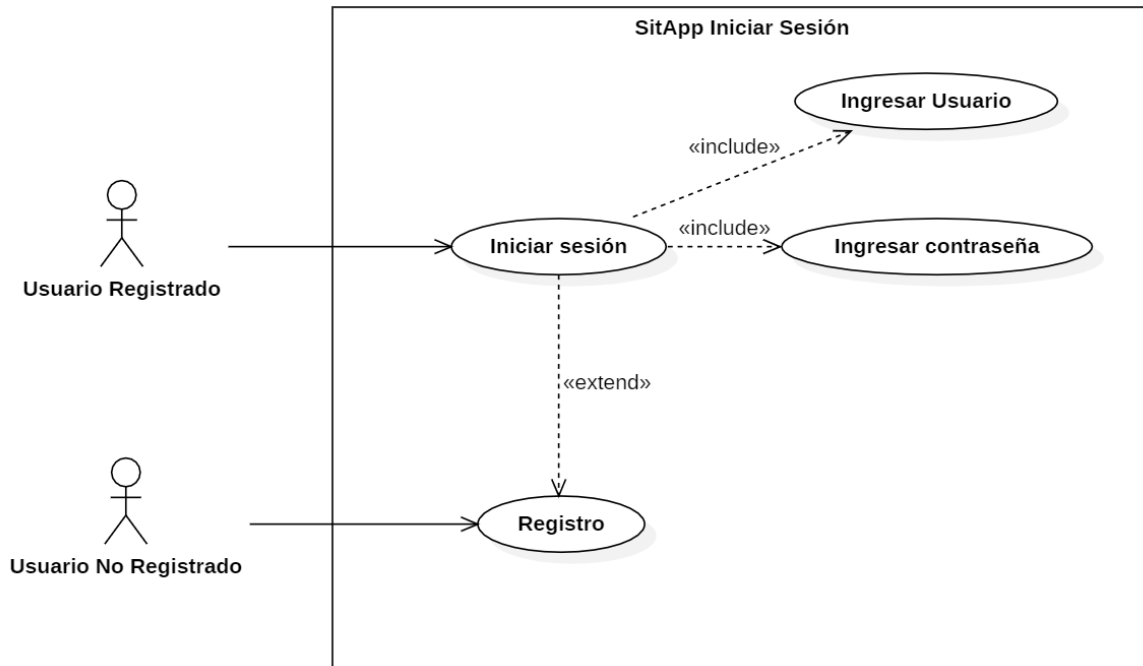 SitApp Iniciar Sesión
Ingresar Usuario
«include»
Iniciar sesión
«include»
Ingresar contraseña
Usuario Registrado
«extend»
Registro
Usuario No Registrado